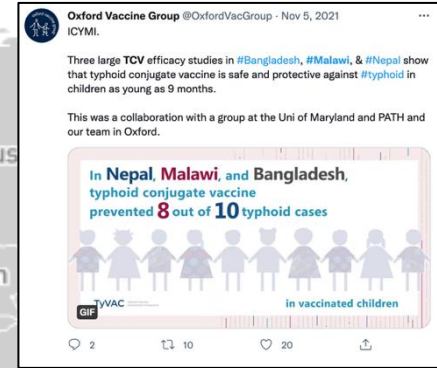 Oxford Vaccine Group @OxfordVacGroup · Nov 5, 2021 ...
ICYMI.
Three large TCV efficacy studies in #Bangladesh, #Malawi, & #Nepal show
that typhoid conjugate vaccine is safe and protective against #typhoid in
children as young as 9 months.
This was a collaboration with a group at the Uni of Maryland and PATH and
our team in Oxford.
In Nepal, Malawi, and Bangladesh,
typhoid conjugate vaccine
prevented 8 out of 10 typhoid cases
TyVAC
GIF
in vaccinated children
2 10 20
us
n